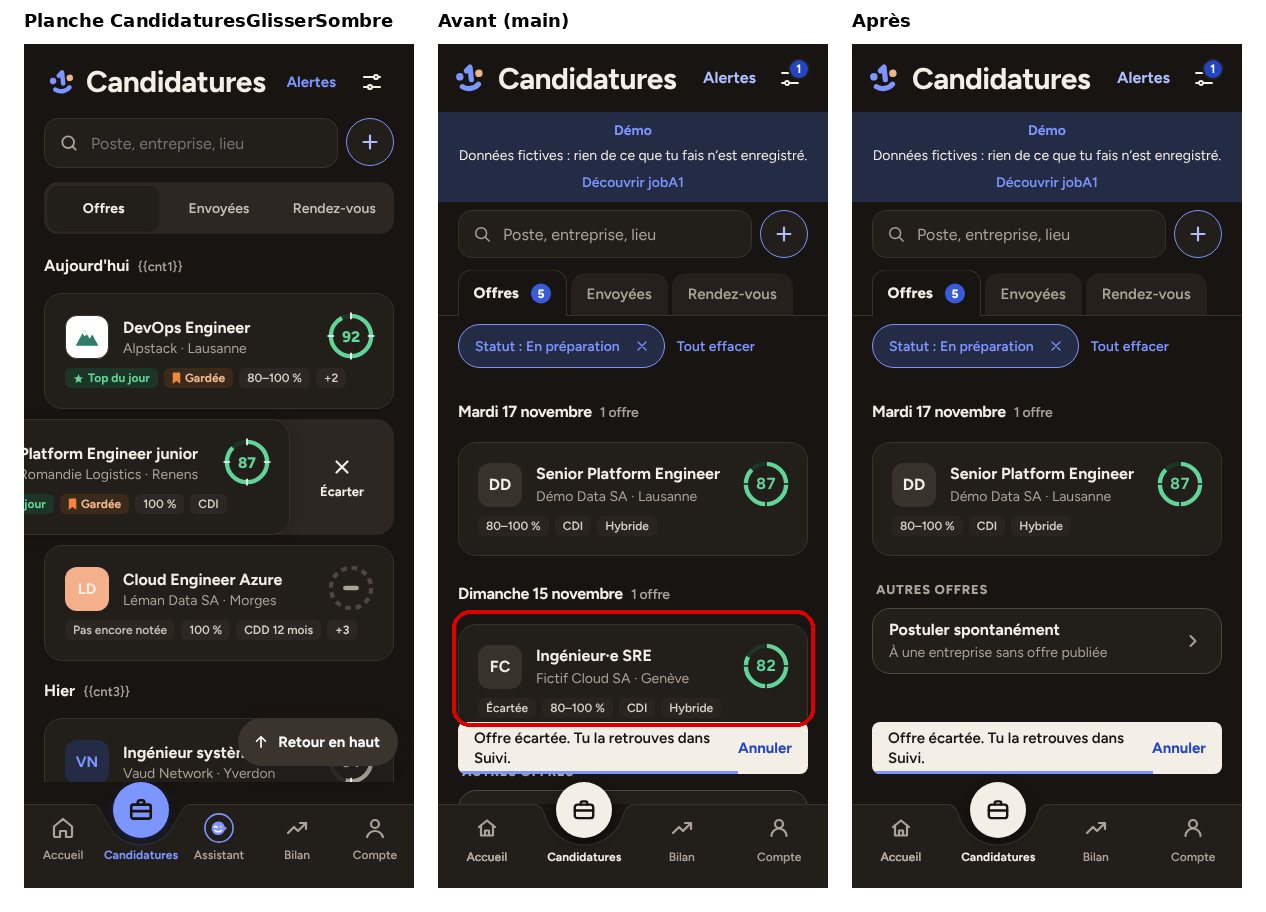 Planche CandidaturesGlisserSombre
Candidatures
Alertes
Poste, entreprise, lieu
Offres
Envoyées
Rendez-vous
Aujourd'hui {{cnt1}}
DevOps Engineer
Alpstack · Lausanne
92
Top du jour
Gardée
80–100 %
+2
Platform Engineer junior
Romandie Logistics · Renens
87
jour
Gardée
100 %
CDI
Écarter
LD
Cloud Engineer Azure
Léman Data SA · Morges
Pas encore notée
100 %
CDD 12 mois
+3
Hier {{cnt3}}
VN
Ingénieur systèm
Vaud Network · Yverdon
Retour en haut
Accueil
Candidatures
Assistant
Bilan
Compte
Avant (main)
Candidatures
Alertes
1
Démo
Données fictives : rien de ce que tu fais n’est enregistré.
Découvrir jobA1
Poste, entreprise, lieu
Offres 5
Envoyées
Rendez-vous
Statut : En préparation
Tout effacer
Mardi 17 novembre 1 offre
DD
Senior Platform Engineer
Démo Data SA · Lausanne
87
80–100 %
CDI
Hybride
Dimanche 15 novembre 1 offre
FC
Ingénieur·e SRE
Fictif Cloud SA · Genève
82
Écartée
80–100 %
CDI
Hybride
Offre écartée. Tu la retrouves dans
Suivi.
Annuler
AUTRES OFFRES
Accueil
Candidatures
Bilan
Compte
Après
Candidatures
Alertes
1
Démo
Données fictives : rien de ce que tu fais n’est enregistré.
Découvrir jobA1
Poste, entreprise, lieu
Offres 5
Envoyées
Rendez-vous
Statut : En préparation
Tout effacer
Mardi 17 novembre 1 offre
DD
Senior Platform Engineer
Démo Data SA · Lausanne
87
80–100 %
CDI
Hybride
AUTRES OFFRES
Postuler spontanément
À une entreprise sans offre publiée
Offre écartée. Tu la retrouves dans
Suivi.
Annuler
Accueil
Candidatures
Bilan
Compte